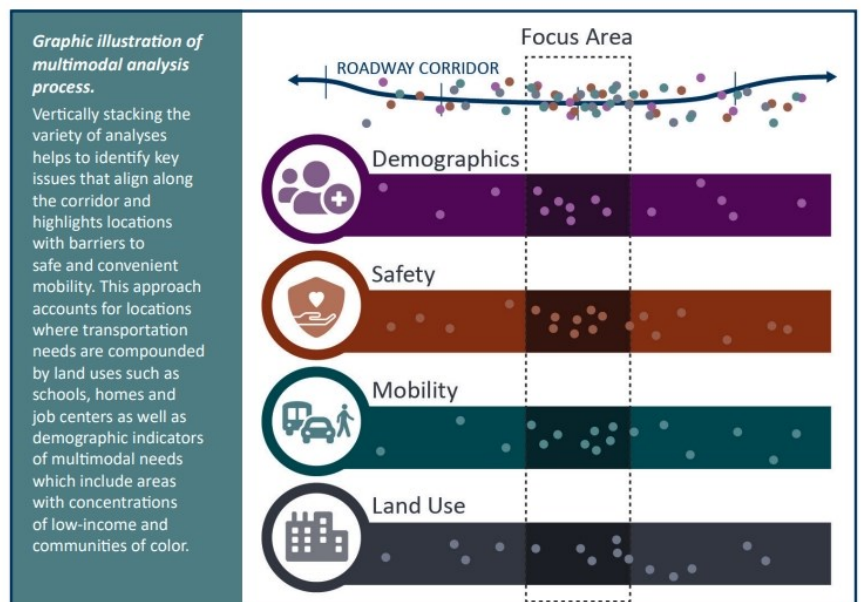 Graphic illustration of
multimodal analysis
process.
Vertically stacking the
variety of analyses
helps to identify key
issues that align along
the corridor and
highlights locations
with barriers to
safe and convenient
mobility. This approach
accounts for locations
where transportation
needs are compounded
by land uses such as
schools, homes and
job centers as well as
demographic indicators
of multimodal needs
which include areas
with concentrations
of low-income and
communities of color.
Focus Area
ROADWAY CORRIDOR
Demographics
Safety
Mobility
Land Use